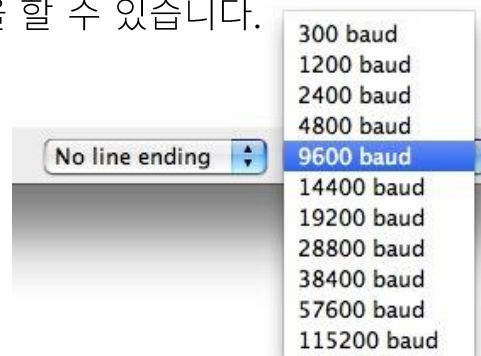 을 할 수 있습니다.
300 baud
1200 baud
2400 baud
4800 baud
No line ending
9600 baud
14400 baud
19200 baud
28800 baud
38400 baud
57600 baud
115200 baud